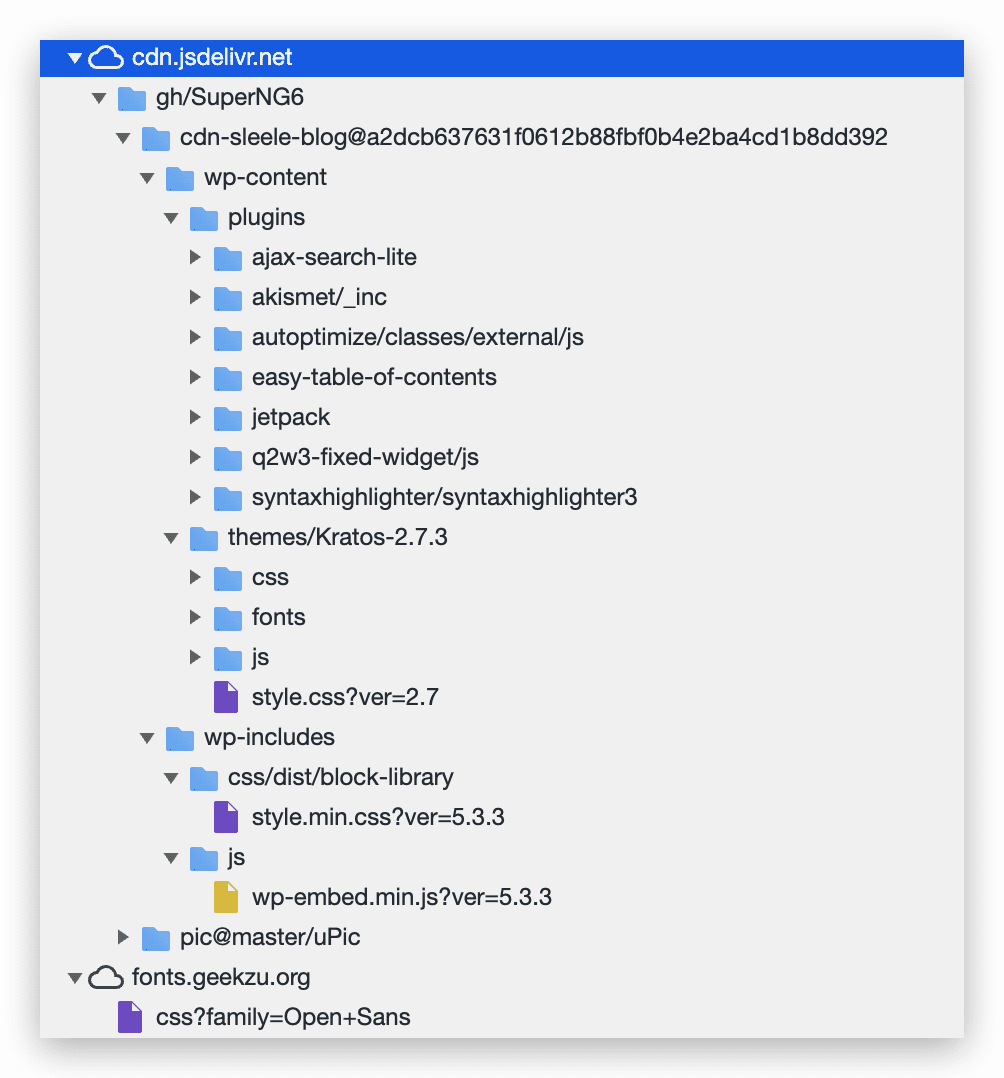 cdn.jsdelivr.net
gh/SuperNG6
cdn-sleele-blog@a2dcb637631f0612b88fbf0b4e2ba4cd1b8dd392
wp-content
plugins
ajax-search-lite
akismet/_inc
autoptimize/classes/external/js
easy-table-of-contents
jetpack
q2w3-fixed-widget/js
syntaxhighlighter/syntaxhighlighter3
themes/Kratos-2.7.3
css
fonts
js
style.css?ver=2.7
wp-includes
css/dist/block-library
style.min.css?ver=5.3.3
js
wp-embed.min.js?ver=5.3.3
pic@master/uPic
fonts.geekzu.org
css?family=Open+Sans